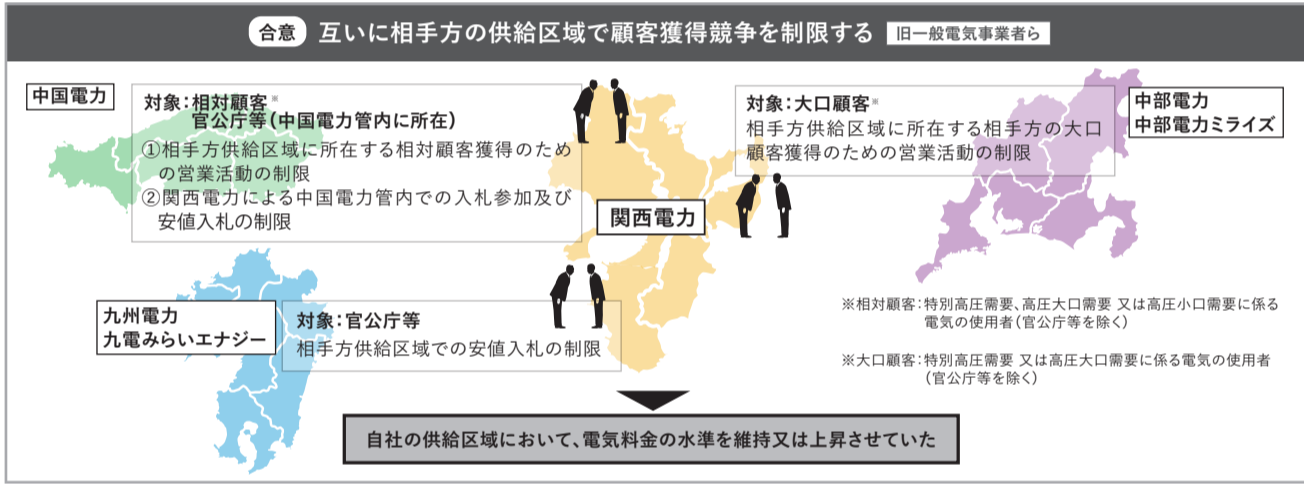 合意 互いに相手方の供給区域で顧客獲得競争を制限する 旧一般電気事業者ら
中国電力
対象：相対顧客※
官公庁等（中国電力管内に所在）
①相手方供給区域に所在する相対顧客獲得のため
の営業活動の制限
②関西電力による中国電力管内での入札参加及び
安値入札の制限
関西電力
対象：大口顧客※
相手方供給区域に所在する相手方の大口
顧客獲得のための営業活動の制限
中部電力
中部電力ミライズ
九州電力
九電みらいエナジー
対象：官公庁等
相手方供給区域での安値入札の制限
※相対顧客：特別高圧需要、高圧大口需要 又は高圧小口需要に係る
電気の使用者（官公庁等を除く）
※大口顧客：特別高圧需要 又は高圧大口需要に係る電気の使用者
（官公庁等を除く）
自社の供給区域において、電気料金の水準を維持又は上昇させていた